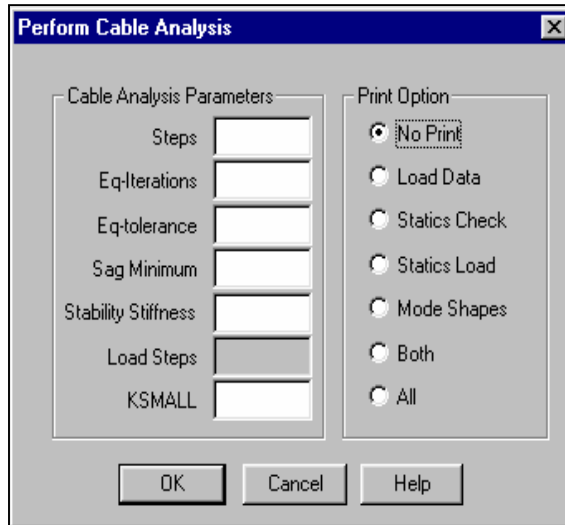 Perform Cable Analysis
Cable Analysis Parameters
Steps
Eq-Iterations
Eq-tolerance
Sag Minimum
Stability Stiffness
Load Steps
KSMALL
Print Option
No Print
Load Data
Statics Check
Statics Load
Mode Shapes
Both
All
OK
Cancel
Help